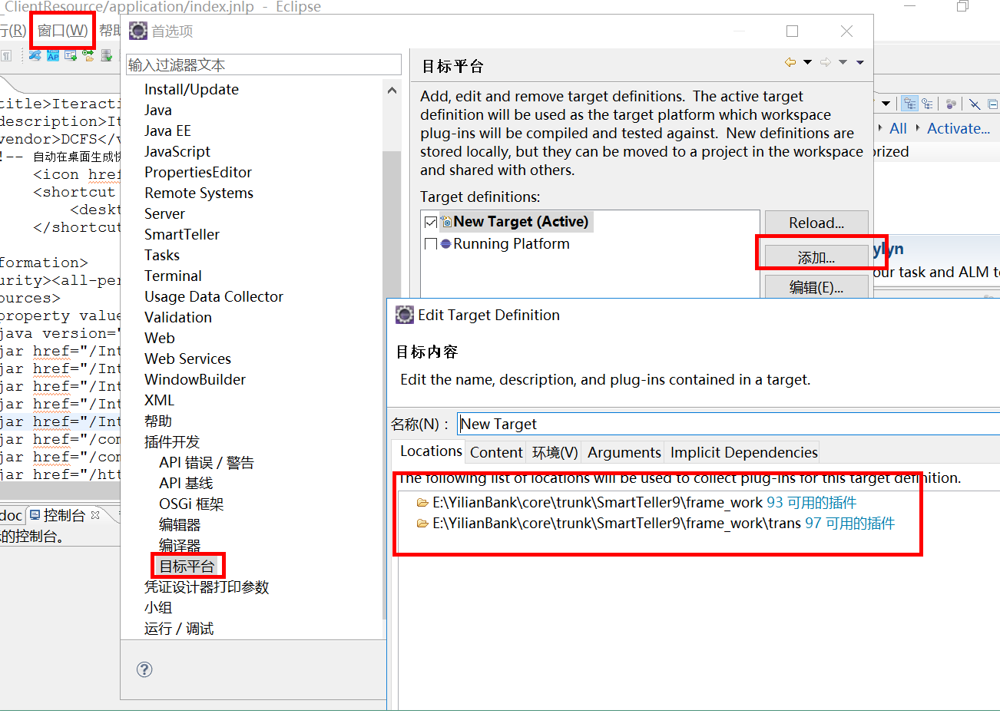 ClientResource/application/index.jnlp - Eclipse
行(R) 窗口(W) 帮助
首选项
输入过滤器文本
Install/Update
Java
Java EE
JavaScript
PropertiesEditor
Remote Systems
Server
SmartTeller
Tasks
Terminal
Usage Data Collector
Validation
Web
Web Services
WindowBuilder
XML
帮助
插件开发
API 错误 / 警告
API 基线
OSGi 框架
编辑器
编译器
目标平台
凭证设计器打印参数
小组
运行 / 调试
目标平台
Add, edit and remove target definitions. The active target
definition will be used as the target platform which workspace
plug-ins will be compiled and tested against. New definitions are
stored locally, but they can be moved to a project in the workspace
and shared with others.
Target definitions:
New Target (Active)
Running Platform
Reload...
添加...
编辑(E)...
Edit Target Definition
目标内容
Edit the name, description, and plug-ins contained in a target.
名称(N)： New Target
Locations Content 环境(V) Arguments Implicit Dependencies
The following list of locations will be used to collect plug-ins for this target definition.
E:\YilianBank\core\trunk\SmartTeller9\frame_work 93 可用的插件
E:\YilianBank\core\trunk\SmartTeller9\frame_work\trans 97 可用的插件
title>Iteracti
description>It
vendor>DCFS</v
!-- 自动在桌面生成快
<icon href
<shortcut
<deskt
</shortcut
formation>
urity><all-per
ources>
property value
java version="
jar href="/Int
jar href="/Int
jar href="/Int
jar href="/Int
jar href="/Int
jar href="/con
jar href="/con
jar href="/htt
doc 控制台
的控制台。
All Activate...
orized
ylyn
our task and ALM to